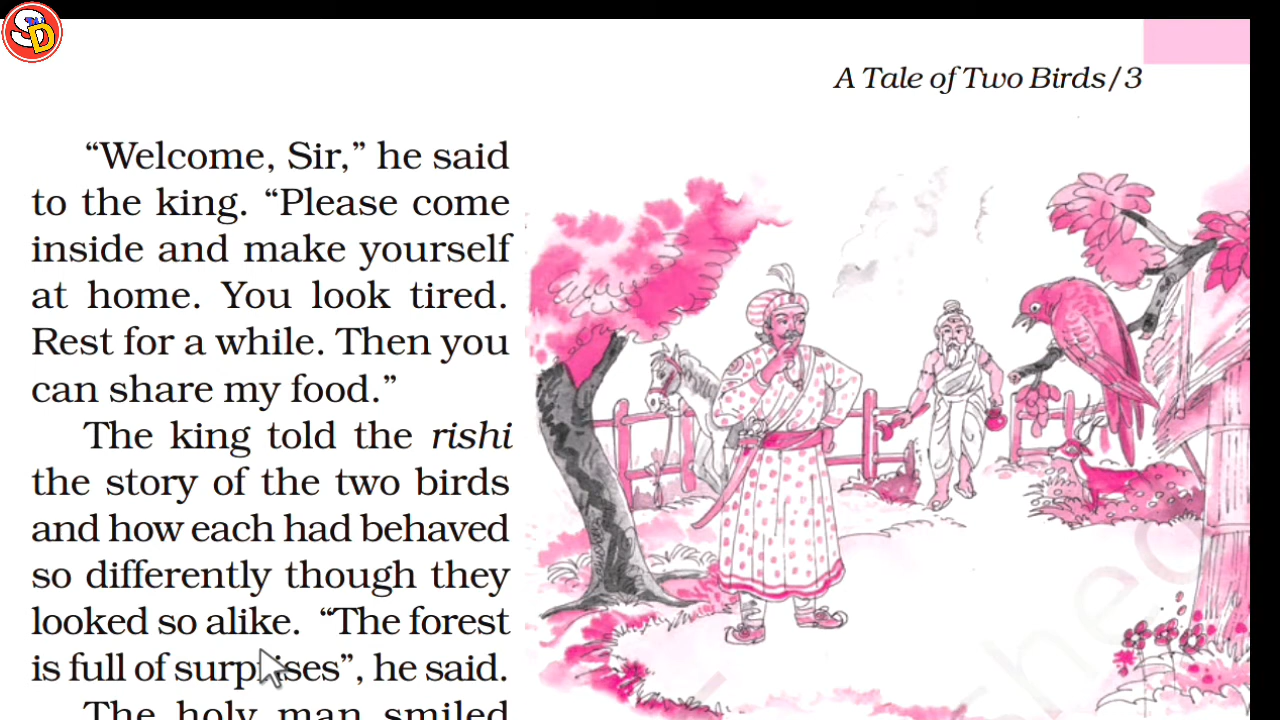 SD
A Tale of Two Birds/3
“Welcome, Sir,” he said
to the king. “Please come
inside and make yourself
at home. You look tired.
Rest for a while. Then you
can share my food.”
The king told the rishi
the story of the two birds
and how each had behaved
so differently though they
looked so alike. “The forest
is full of surprises”, he said.
The holy man smiled